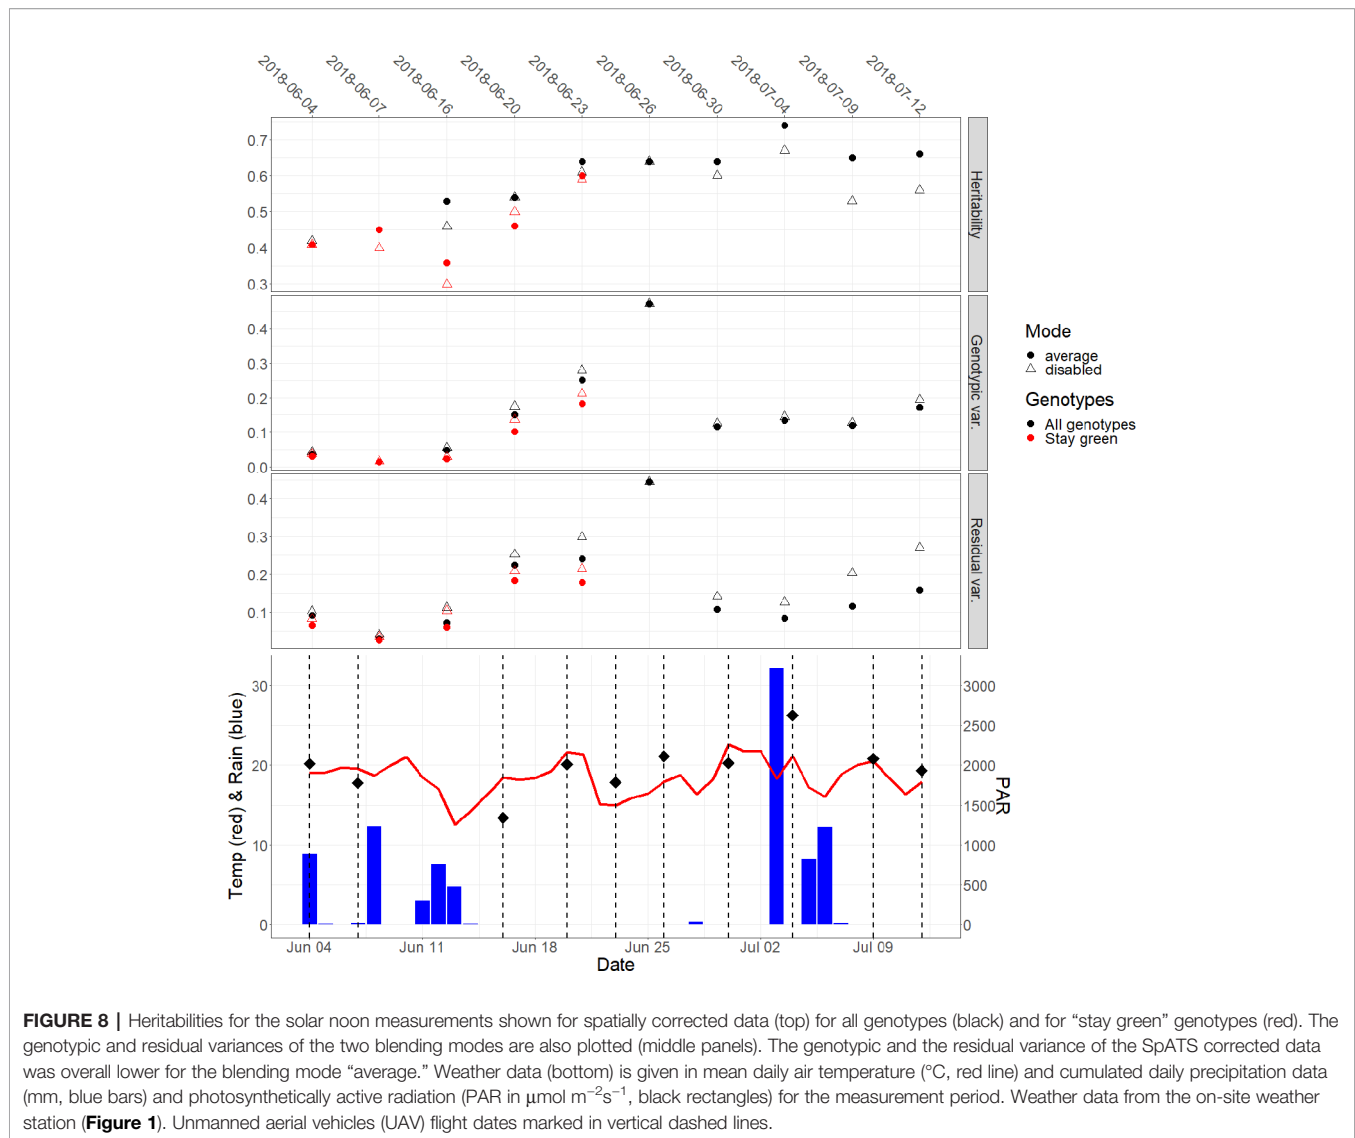 2018-06-04 2018-06-07 2018-06-16 2018-06-20 2018-06-23 2018-06-26 2018-06-30 2018-07-04 2018-07-09 2018-07-12
0.7
0.6
0.5
0.4
0.3
Heritability
0.4
0.3
0.2
0.1
0.0
Genotypic var.
0.4
0.3
0.2
0.1
Residual var.
Mode
average
disabled
Genotypes
All genotypes
Stay green
Temp (red) & Rain (blue)
30
20
10
0
3000
2500
2000
1500
1000
500
0
PAR
Jun 04 Jun 11 Jun 18 Jun 25 Jul 02 Jul 09
Date
FIGURE 8 | Heritabilities for the solar noon measurements shown for spatially corrected data (top) for all genotypes (black) and for “stay green” genotypes (red). The
genotypic and residual variances of the two blending modes are also plotted (middle panels). The genotypic and the residual variance of the SpATS corrected data
was overall lower for the blending mode “average.” Weather data (bottom) is given in mean daily air temperature (°C, red line) and cumulated daily precipitation data
(mm, blue bars) and photosynthetically active radiation (PAR in μmol m⁻²s⁻¹, black rectangles) for the measurement period. Weather data from the on-site weather
station (Figure 1). Unmanned aerial vehicles (UAV) flight dates marked in vertical dashed lines.